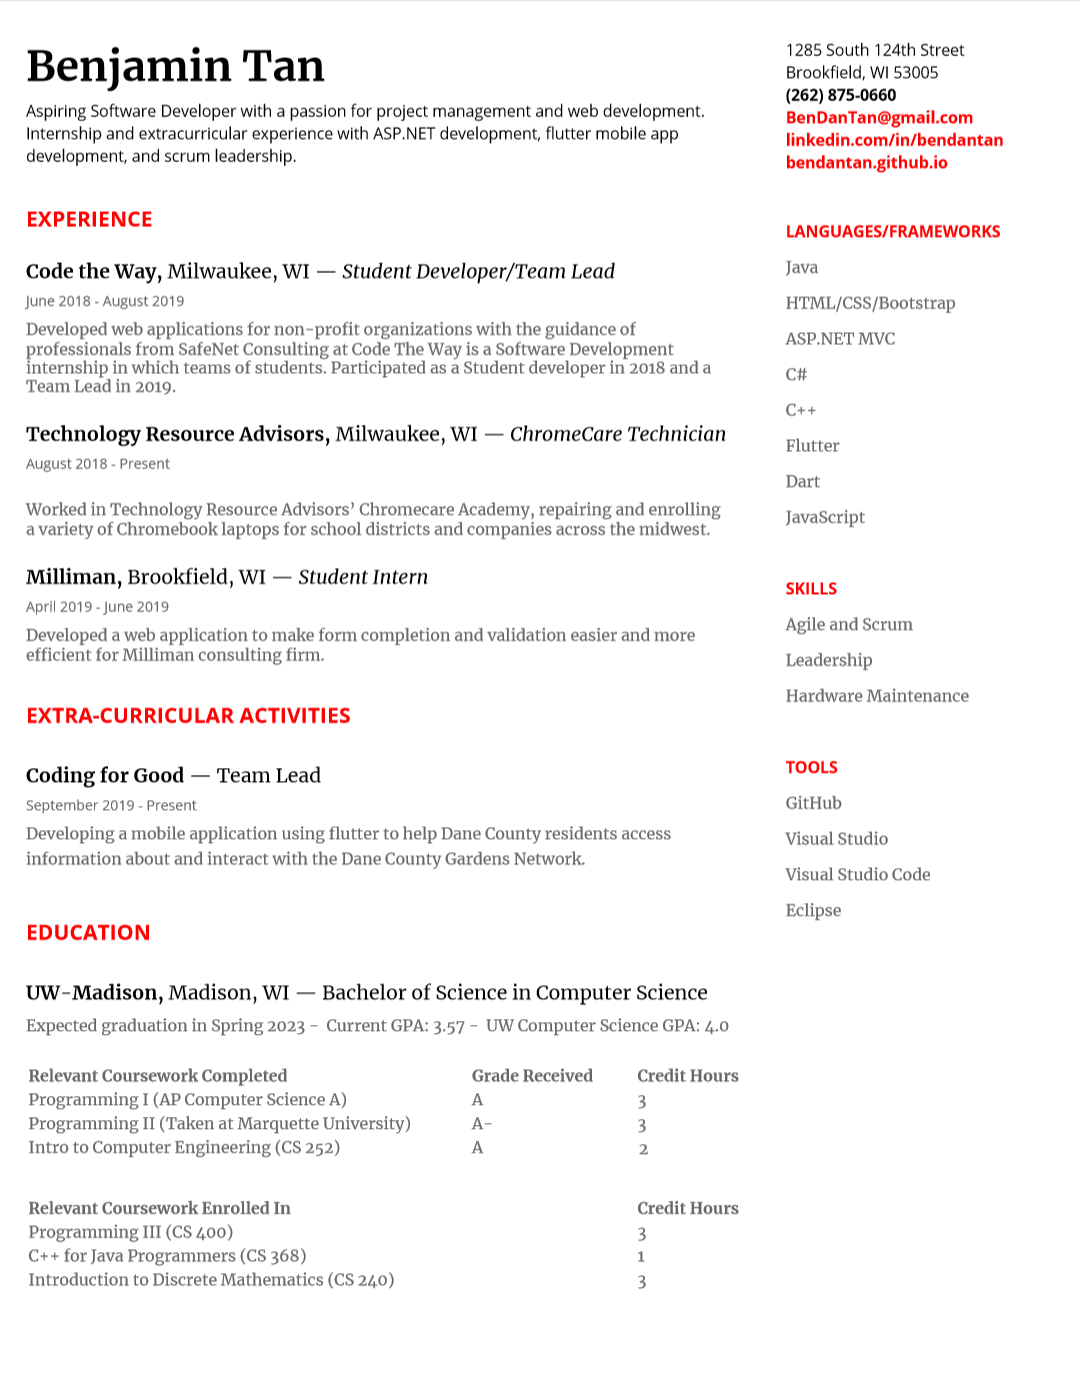 Benjamin Tan
Aspiring Software Developer with a passion for project management and web development.
Internship and extracurricular experience with ASP.NET development, flutter mobile app
development, and scrum leadership.
EXPERIENCE
Code the Way, Milwaukee, WI — Student Developer/Team Lead
June 2018 - August 2019
Developed web applications for non-profit organizations with the guidance of
professionals from SafeNet Consulting at Code The Way is a Software Development
internship in which teams of students. Participated as a Student developer in 2018 and a
Team Lead in 2019.
Technology Resource Advisors, Milwaukee, WI — ChromeCare Technician
August 2018 - Present
Worked in Technology Resource Advisors’ Chromecare Academy, repairing and enrolling
a variety of Chromebook laptops for school districts and companies across the midwest.
Milliman, Brookfield, WI — Student Intern
April 2019 - June 2019
Developed a web application to make form completion and validation easier and more
efficient for Milliman consulting firm.
EXTRA-CURRICULAR ACTIVITIES
Coding for Good — Team Lead
September 2019 - Present
Developing a mobile application using flutter to help Dane County residents access
information about and interact with the Dane County Gardens Network.
EDUCATION
UW-Madison, Madison, WI — Bachelor of Science in Computer Science
Expected graduation in Spring 2023 - Current GPA: 3.57 - UW Computer Science GPA: 4.0
Relevant Coursework Completed Grade Received Credit Hours
Programming I (AP Computer Science A) A 3
Programming II (Taken at Marquette University) A- 3
Intro to Computer Engineering (CS 252) A 2
Relevant Coursework Enrolled In Credit Hours
Programming III (CS 400) 3
C++ for Java Programmers (CS 368) 1
Introduction to Discrete Mathematics (CS 240) 3
1285 South 124th Street
Brookfield, WI 53005
(262) 875-0660
BenDanTan@gmail.com
linkedin.com/in/bendantan
bendantan.github.io
LANGUAGES/FRAMEWORKS
Java
HTML/CSS/Bootstrap
ASP.NET MVC
C#
C++
Flutter
Dart
JavaScript
SKILLS
Agile and Scrum
Leadership
Hardware Maintenance
TOOLS
GitHub
Visual Studio
Visual Studio Code
Eclipse